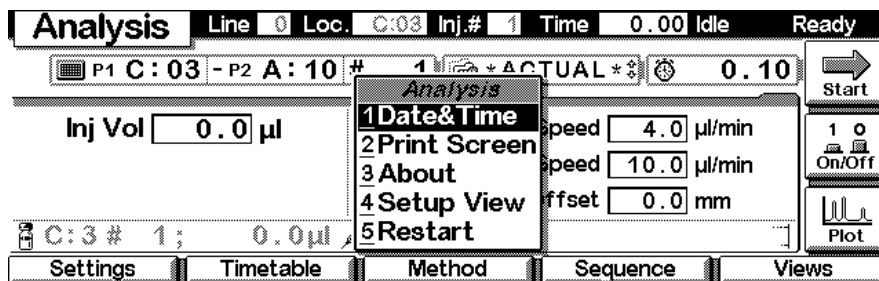 Analysis Line 0 Loc. C:03 Inj.# 1 Time 0.00 Idle Ready
P1 C:03 - P2 A:10 # 1 *ACTUAL* 0.10
Start
Analysis
1 Date&Time
2 Print Screen
3 About
4 Setup View
5 Restart
Inj Vol 0.0 µl
Speed 4.0 µl/min
Speed 10.0 µl/min
ffset 0.0 mm
1 0
On/Off
Plot
C:3 # 1; 0.0µl
Settings Timetable Method Sequence Views